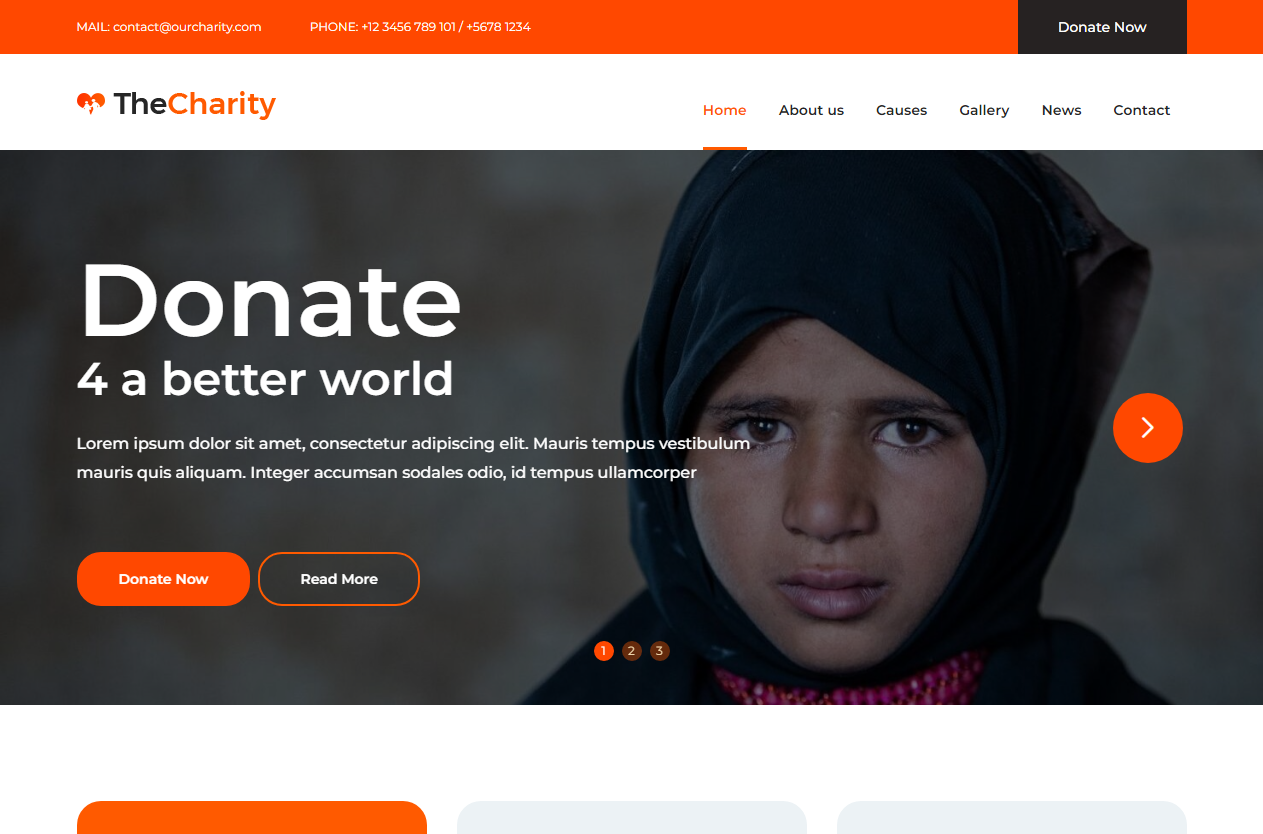 MAIL: contact@ourcharity.com
PHONE: +12 3456 789 101 / +5678 1234
Donate Now
TheCharity
Home
About us
Causes
Gallery
News
Contact
Donate
4 a better world
Lorem ipsum dolor sit amet, consectetur adipiscing elit. Mauris tempus vestibulum
mauris quis aliquam. Integer accumsan sodales odio, id tempus ullamcorper
Donate Now
Read More
1
2
3